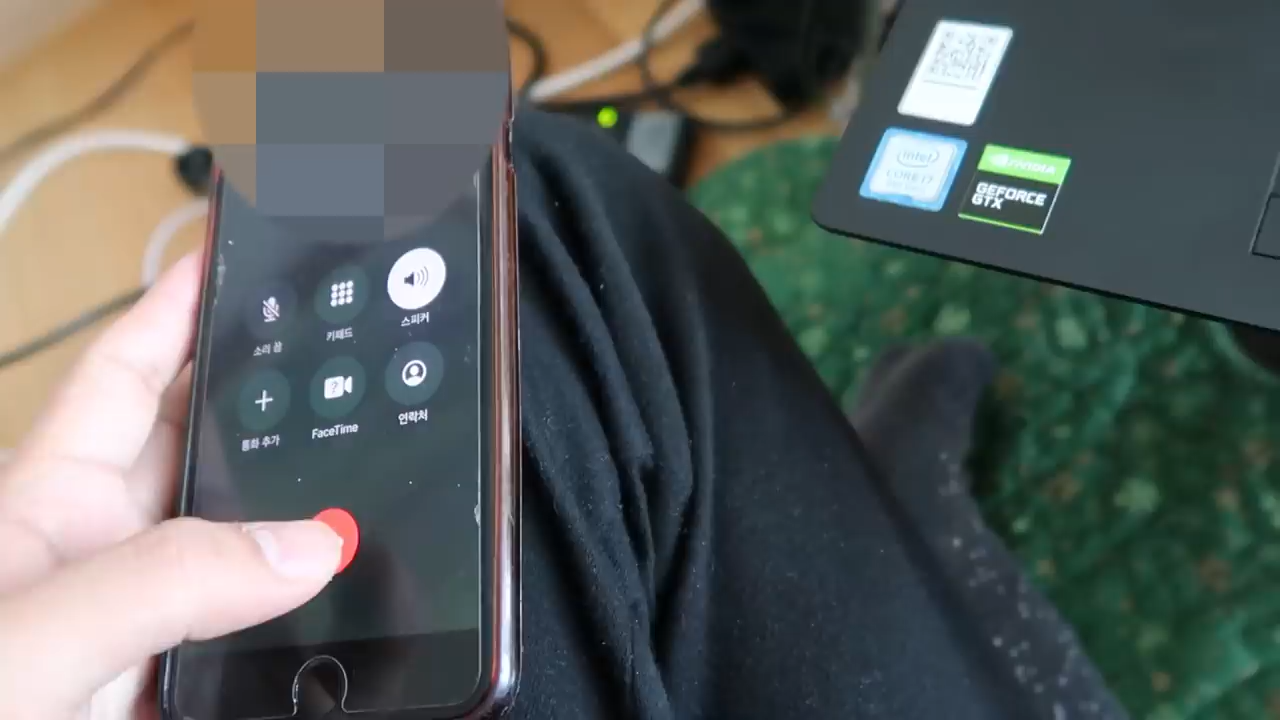 소리 끔
키패드
스피커
통화 추가
FaceTime
연락처
intel
CORE i7
NVIDIA
GEFORCE
GTX